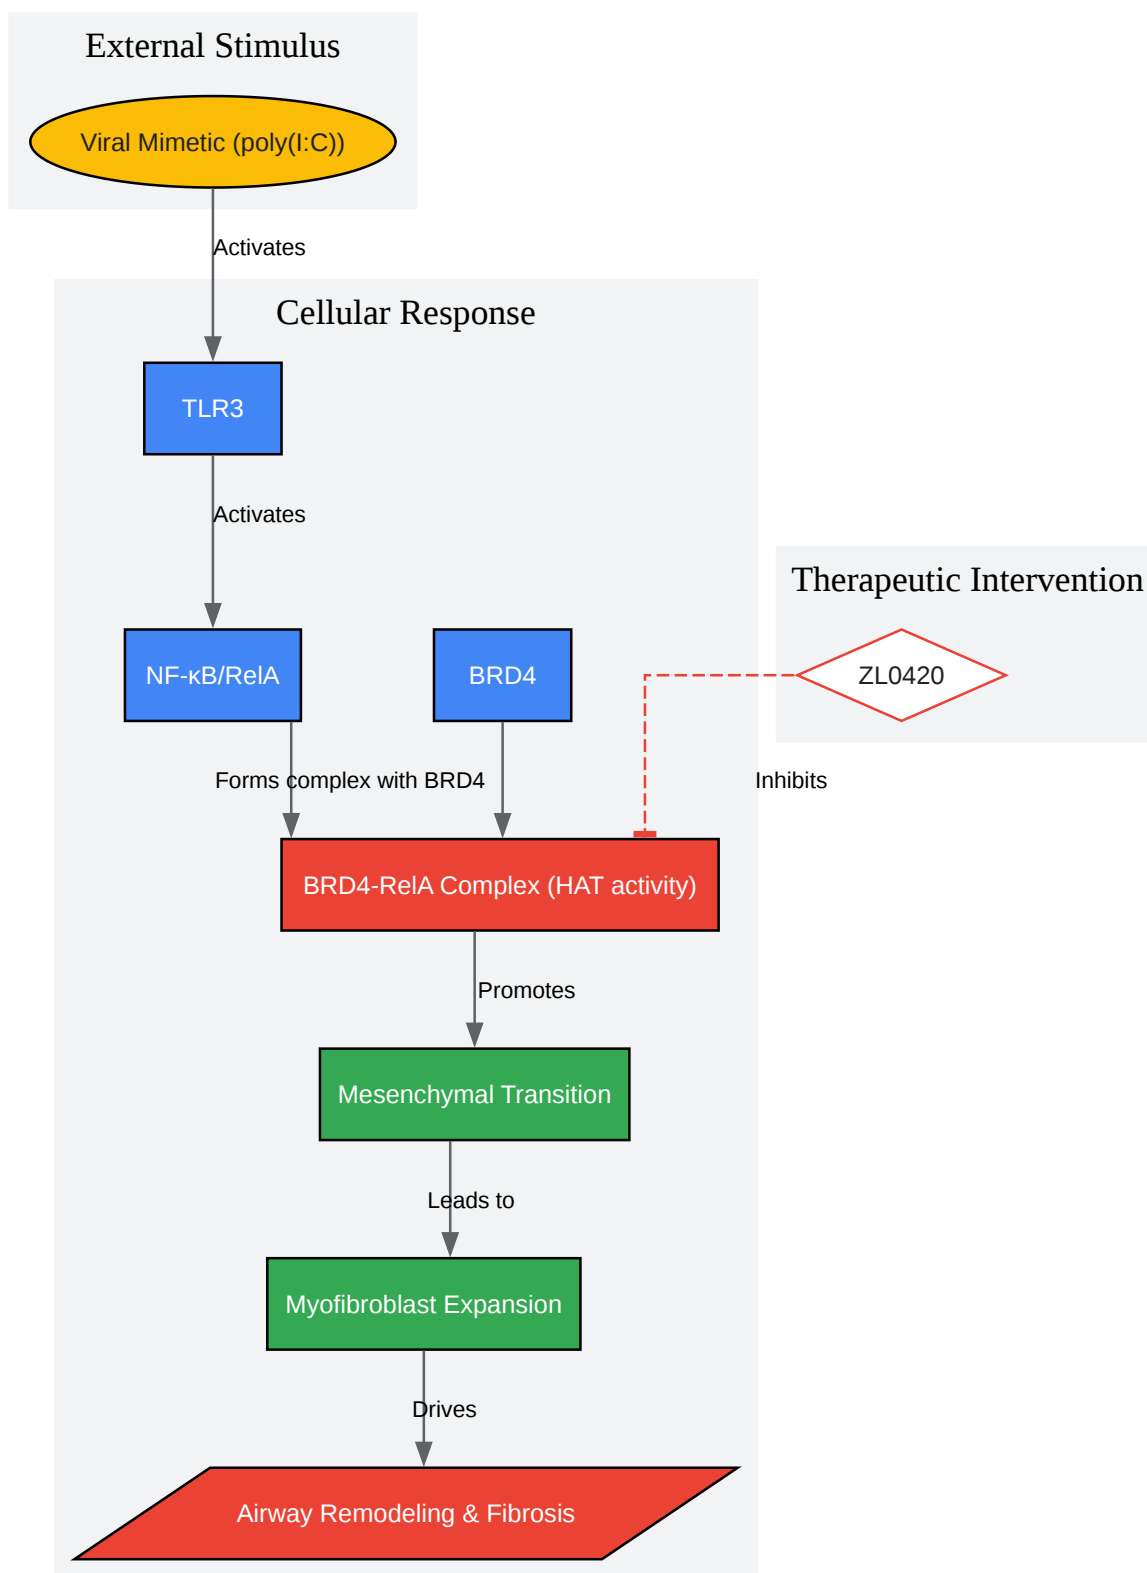 External Stimulus
Viral Mimetic (poly(I:C))
Activates
Cellular Response
TLR3
Activates
Therapeutic Intervention
NF-κB/RelA
BRD4
ZL0420
Forms complex with BRD4
Inhibits
BRD4-RelA Complex (HAT activity)
Promotes
Mesenchymal Transition
Leads to
Myofibroblast Expansion
Drives
Airway Remodeling & Fibrosis